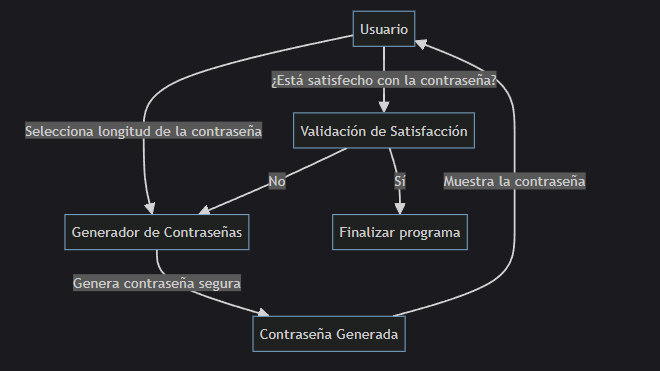 Usuario
¿Está satisfecho con la contraseña?
Selecciona longitud de la contraseña
Validación de Satisfacción
No
Sí
Muestra la contraseña
Generador de Contraseñas
Finalizar programa
Genera contraseña segura
Contraseña Generada